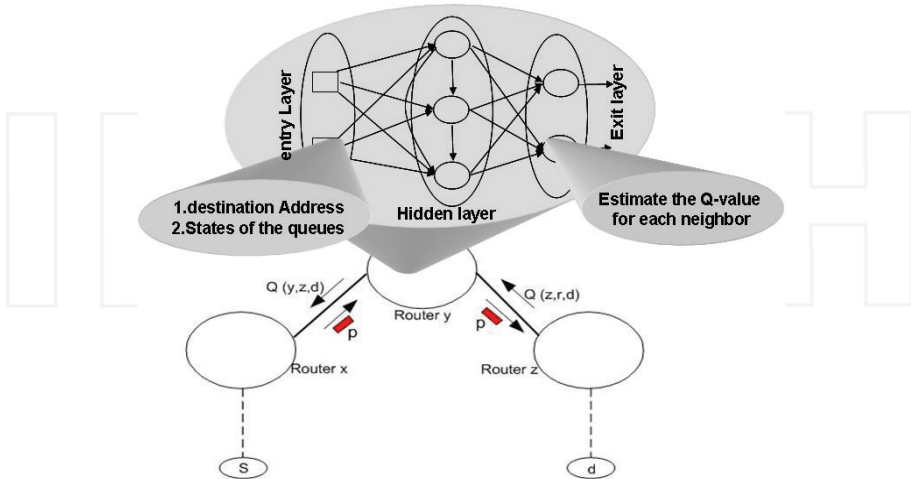 entry Layer
Exit layer
1.destination Address
2.States of the queues
Hidden layer
Estimate the Q-value
for each neighbor
Q (y,z,d)
Q (z,r,d)
p
Router y
p
Router x
Router z
S
d